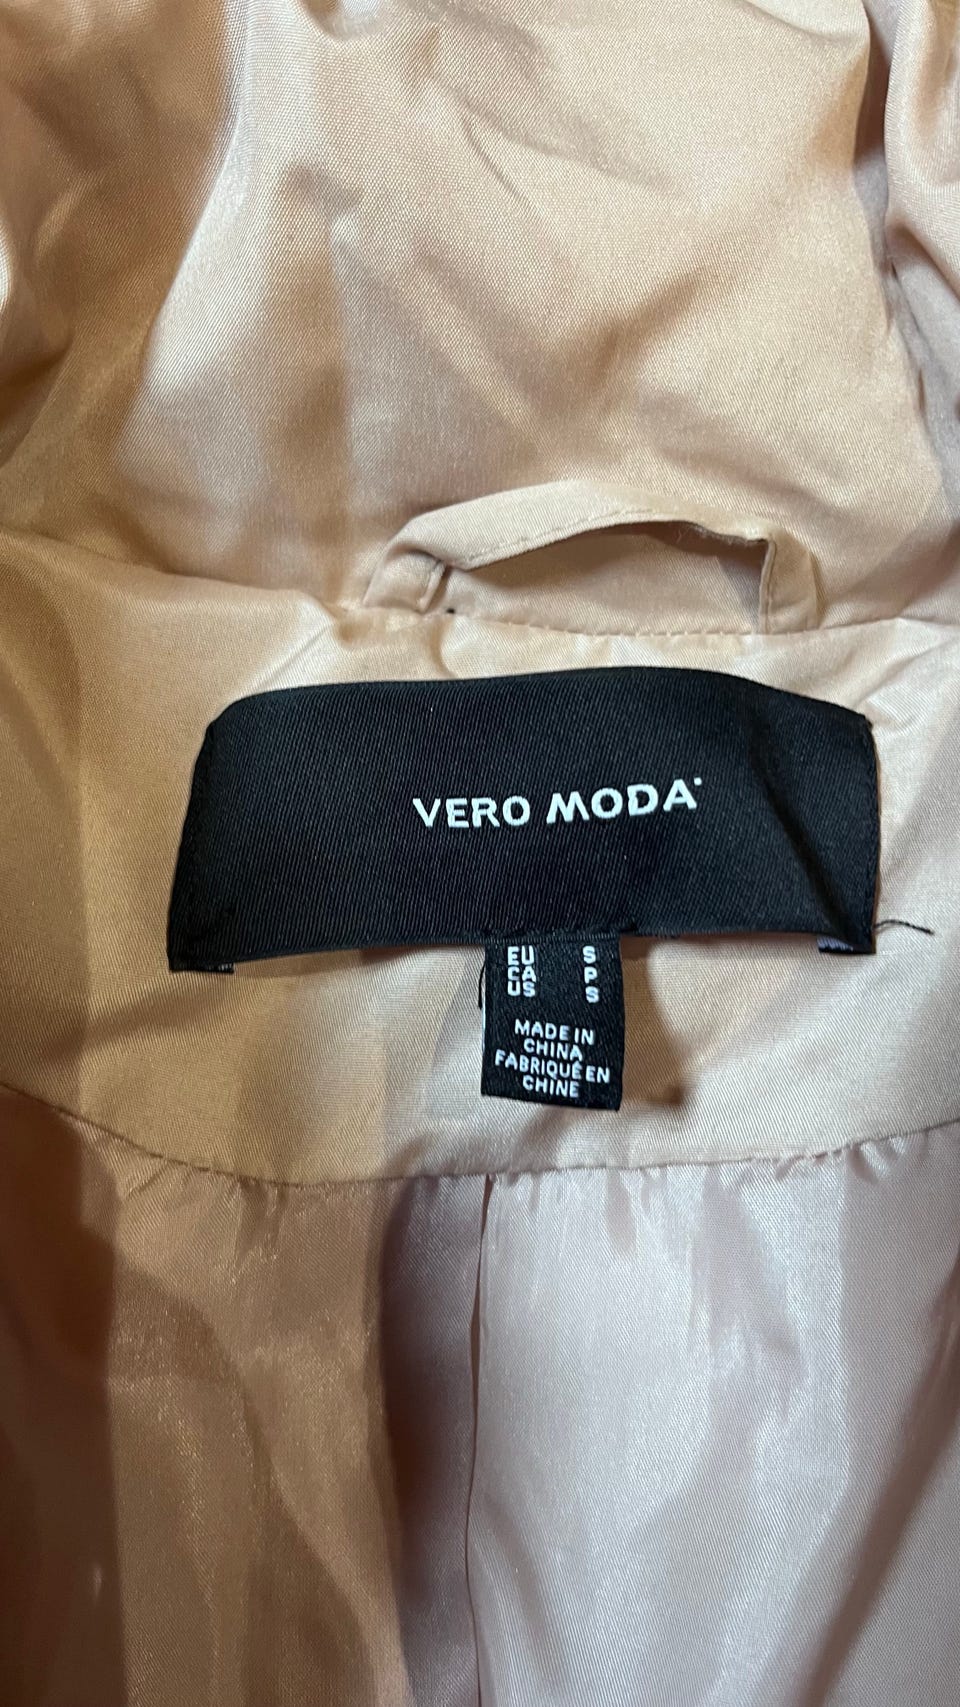 VERO MODA
EU S
CA P
US S
MADE IN
CHINA
FABRIQUÉ EN
CHINE